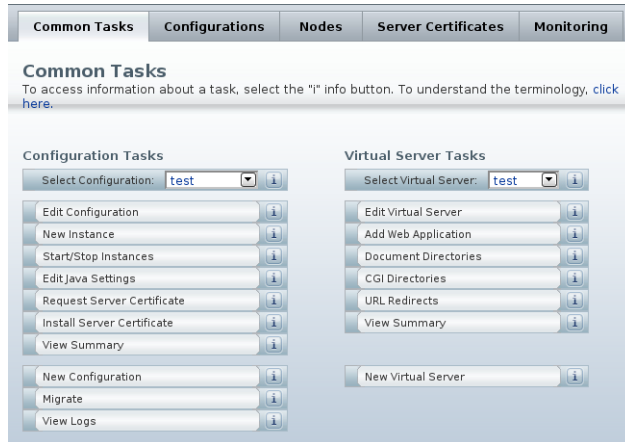 Common Tasks
Configurations
Nodes
Server Certificates
Monitoring
Common Tasks
To access information about a task, select the "i" info button. To understand the terminology, click
here.
Configuration Tasks
Select Configuration: test i
Edit Configuration i
New Instance i
Start/Stop Instances i
Edit Java Settings i
Request Server Certificate i
Install Server Certificate i
View Summary i
New Configuration i
Migrate i
View Logs i
Virtual Server Tasks
Select Virtual Server: test i
Edit Virtual Server i
Add Web Application i
Document Directories i
CGI Directories i
URL Redirects i
View Summary i
New Virtual Server i